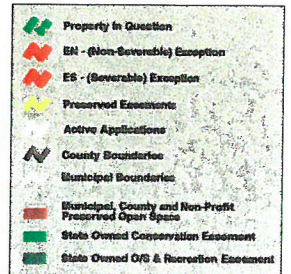 Property In Question
EN - (Non-Severable) Exception
ES - (Severable) Exception
Preserved Easements
Active Applications
County Boundaries
Municipal Boundaries
Municipal, County and Non-Profit
Preserved Open Space
State Owned Conservation Easement
State Owned O/S & Recreation Easement